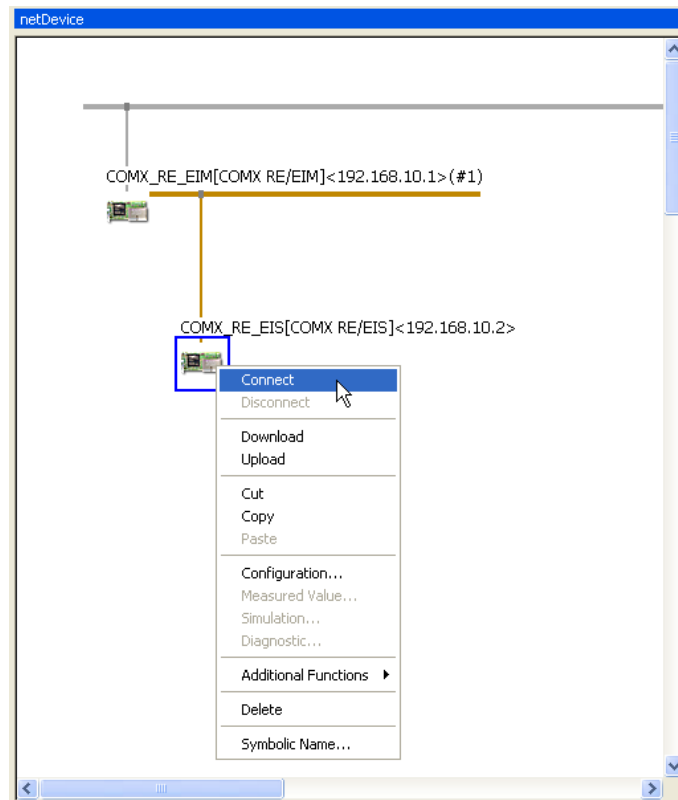 netDevice
COMX_RE_EIM[COMX RE/EIM]<192.168.10.1>(#1)
COMX_RE_EIS[COMX RE/EIS]<192.168.10.2>
Connect
Disconnect
Download
Upload
Cut
Copy
Paste
Configuration...
Measured Value...
Simulation...
Diagnostic...
Additional Functions
Delete
Symbolic Name...